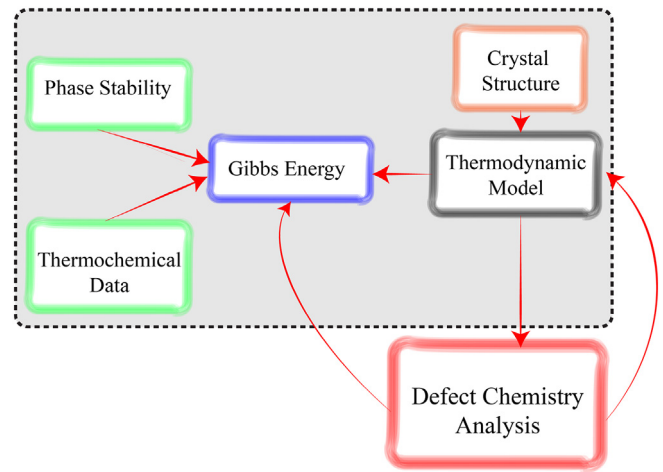 Phase Stability
Crystal
Structure
Gibbs Energy
Thermodynamic
Model
Thermochemical
Data
Defect Chemistry
Analysis